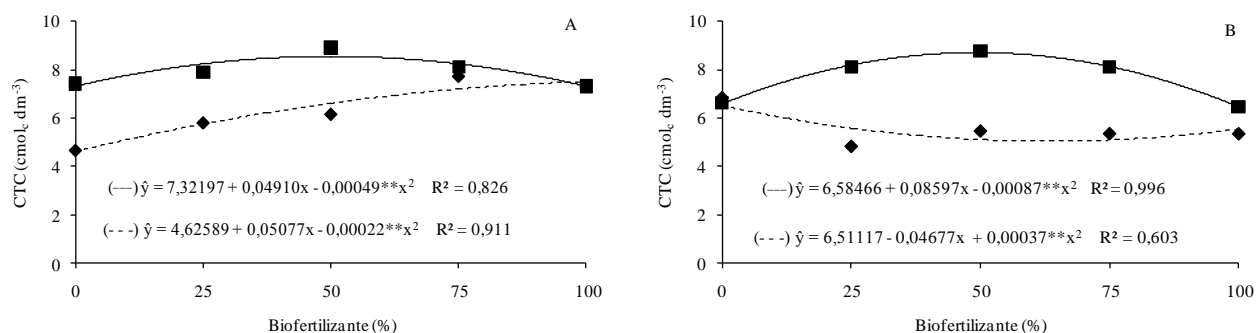 A
CTC (cmolc dm-3)
10
8
6
4
2
0
(—) ŷ = 7,32197 + 0,04910x - 0,00049**x2 R² = 0,826
(- - -) ŷ = 4,62589 + 0,05077x - 0,00022**x2 R² = 0,911
0 25 50 75 100
Biofertilizante (%)
B
CTC (cmolc dm-3)
10
8
6
4
2
0
(—) ŷ = 6,58466 + 0,08597x - 0,00087**x2 R² = 0,996
(- - -) ŷ = 6,51117 - 0,04677x + 0,00037**x2 R² = 0,603
0 25 50 75 100
Biofertilizante (%)